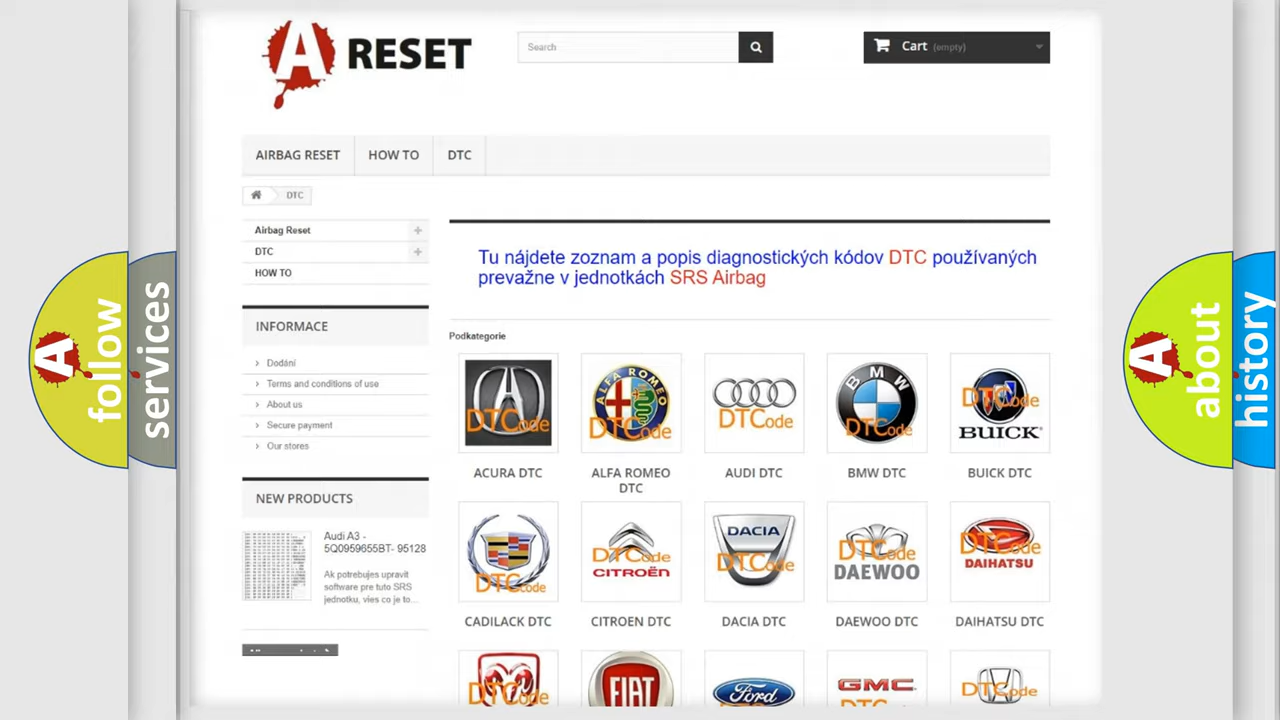 A RESET
Search
Cart (empty)
AIRBAG RESET
HOW TO
DTC
DTC
Airbag Reset
DTC
HOW TO
Tu nájdete zoznam a popis diagnostických kódov DTC používaných
prevažne v jednotkách SRS Airbag
INFORMACE
Dodání
Terms and conditions of use
About us
Secure payment
Our stores
NEW PRODUCTS
Audi A3 -
5Q0959655BT- 95128
Ak potrebujes upravit
software pre tuto SRS
jednotku, vies co je to...
Podkategorie
DTCode
ALFA ROMEO
DTCode
DTCode
BMW
DTCode
DTCode
BUICK
ACURA DTC
ALFA ROMEO
DTC
AUDI DTC
BMW DTC
BUICK DTC
DTCode
DTCode
CITROËN
DACIA
DTCode
DTCode
DAEWOO
DTCode
DAIHATSU
CADILACK DTC
CITROEN DTC
DACIA DTC
DAEWOO DTC
DAIHATSU DTC
DTCode
FIAT
Ford
GMC
DTCode
A follow
services
A about
history